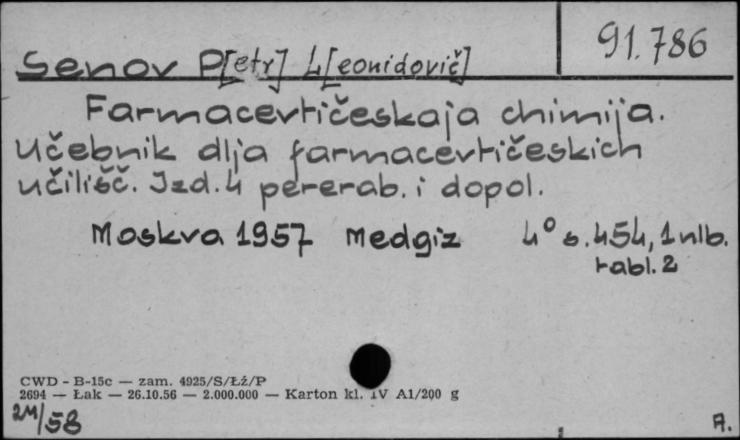 91.786
Senov P[etr] L[eonidovič]
Farmacevtičeskaja chimija.
Učebnik dlja farmacevtičeskich
učilišč. Izd. 4 pererab. i dopol.
Moskva 1957 Medgiz 4° s. 454, 1 nlb.
tabl. 2
CWD - B-15c — zam. 4925/S/Łż/P
2694 — Łak — 26.10.56 — 2.000.000 — Karton kl. IV A1/200 g
2M/58
A.